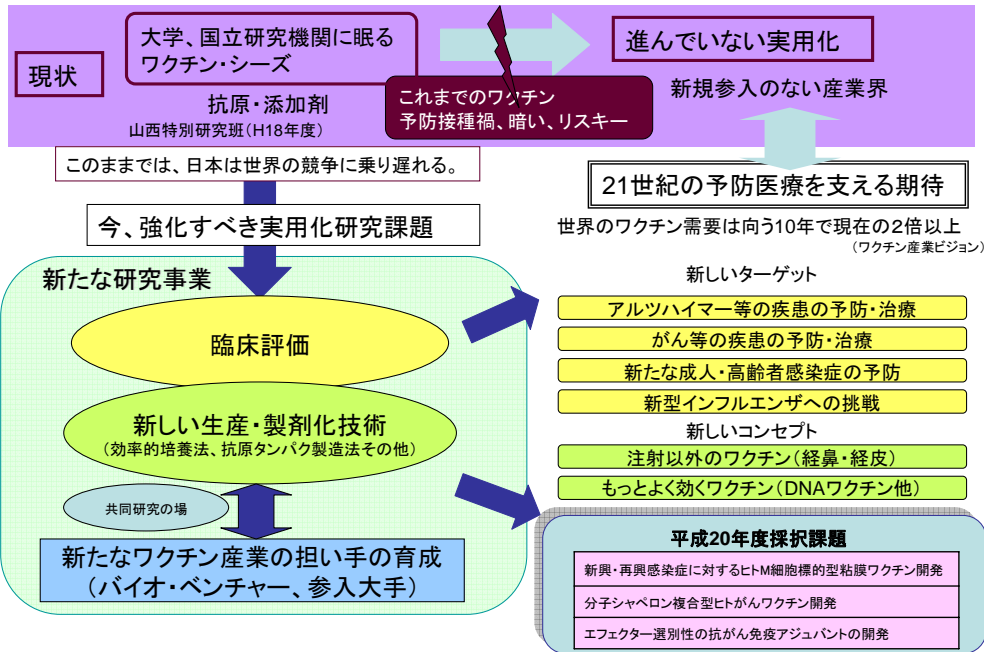 現状
大学、国立研究機関に眠る
ワクチン・シーズ
抗原・添加剤
山西特別研究班(H18年度)
これまでのワクチン
予防接種禍、暗い、リスキー
進んでいない実用化
新規参入のない産業界
このままでは、日本は世界の競争に乗り遅れる。
今、強化すべき実用化研究課題
新たな研究事業
臨床評価
新しい生産・製剤化技術
(効率的培養法、抗原タンパク製造法その他)
共同研究の場
新たなワクチン産業の担い手の育成
(バイオ・ベンチャー、参入大手)
21世紀の予防医療を支える期待
世界のワクチン需要は向う10年で現在の2倍以上
(ワクチン産業ビジョン)
新しいターゲット
アルツハイマー等の疾患の予防・治療
がん等の疾患の予防・治療
新たな成人・高齢者感染症の予防
新型インフルエンザへの挑戦
新しいコンセプト
注射以外のワクチン(経鼻・経皮)
もっとよく効くワクチン(DNAワクチン他)
平成20年度採択課題
新興・再興感染症に対するヒトM細胞標的型粘膜ワクチン開発
分子シャペロン複合型ヒトがんワクチン開発
エフェクター選別性の抗がん免疫アジュバントの開発